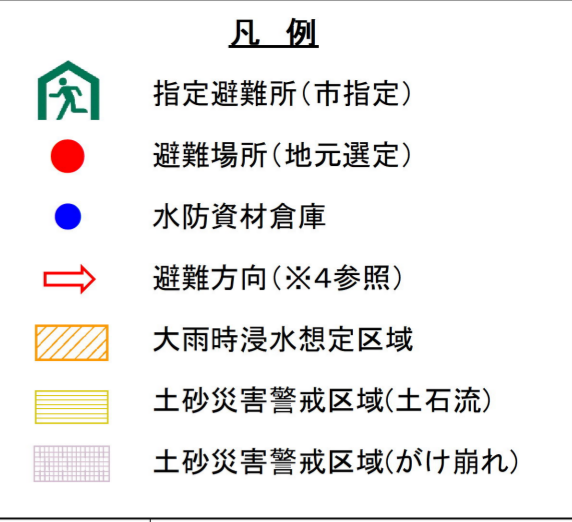 凡 例
指定避難所(市指定)
避難場所(地元選定)
水防資材倉庫
避難方向(※4参照)
大雨時浸水想定区域
土砂災害警戒区域(土石流)
土砂災害警戒区域(がけ崩れ)